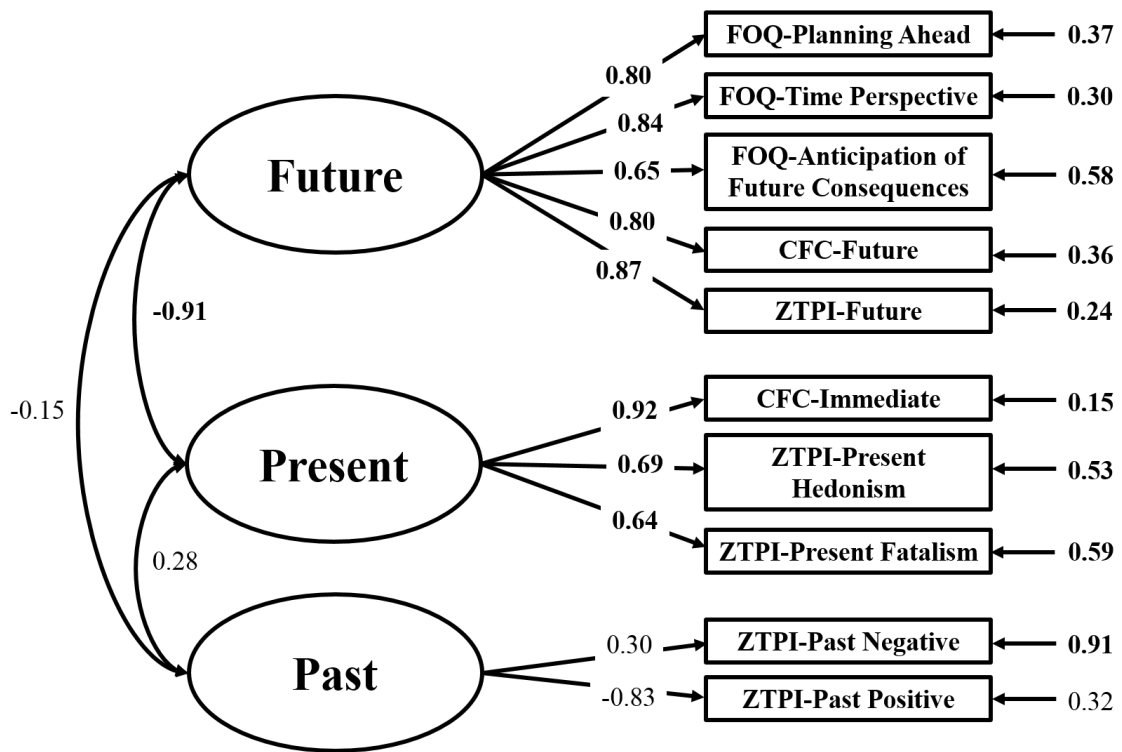 FOQ-Planning Ahead
0.37
0.80
FOQ-Time Perspective
0.30
0.84
Future
0.65
FOQ-Anticipation of
Future Consequences
0.58
0.80
CFC-Future
0.36
0.87
ZTPI-Future
0.24
-0.91
-0.15
0.92
CFC-Immediate
0.15
Present
0.69
ZTPI-Present
Hedonism
0.53
0.64
ZTPI-Present Fatalism
0.59
0.28
0.30
ZTPI-Past Negative
0.91
Past
-0.83
ZTPI-Past Positive
0.32